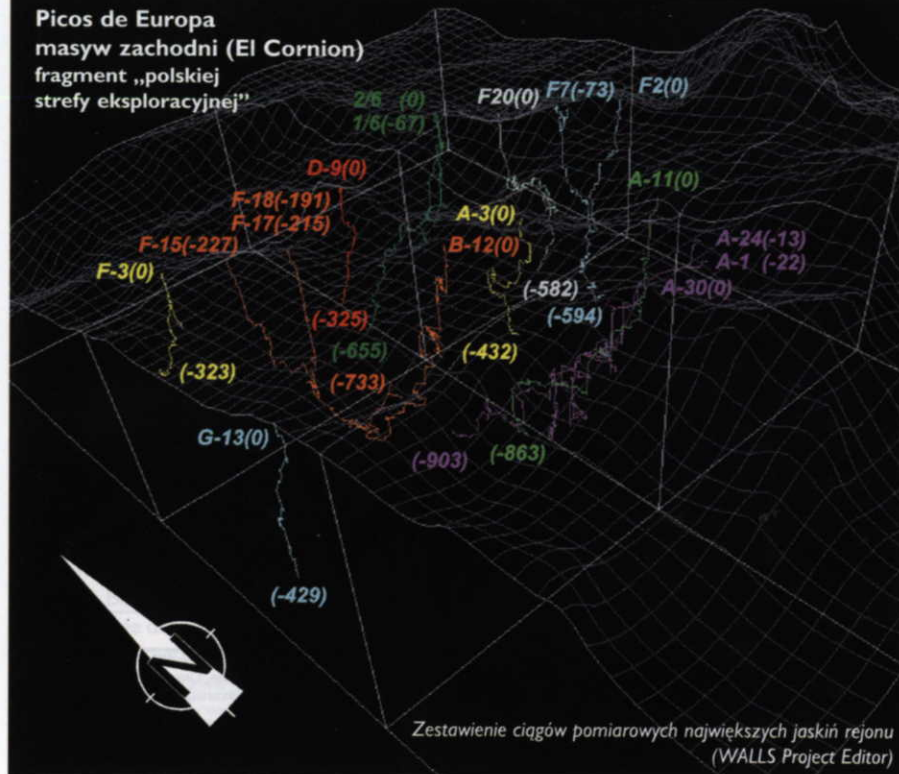 Picos de Europa
masyw zachodni (El Cornion)
fragment „polskiej
strefy eksploracyjnej”
2/6 (0)
1/6(-67)
F20(0)
F7(-73)
F2(0)
D-9(0)
A-11(0)
F-18(-191)
F-17(-215)
A-3(0)
F-15(-227)
B-12(0)
A-24(-13)
A-1 (-22)
F-3(0)
A-30(0)
(-582)
(-594)
(-325)
(-655)
(-432)
(-323)
(-733)
G-13(0)
(-903)
(-863)
(-429)
Zestawienie ciągów pomiarowych największych jaskiń rejonu
(WALLS Project Editor)